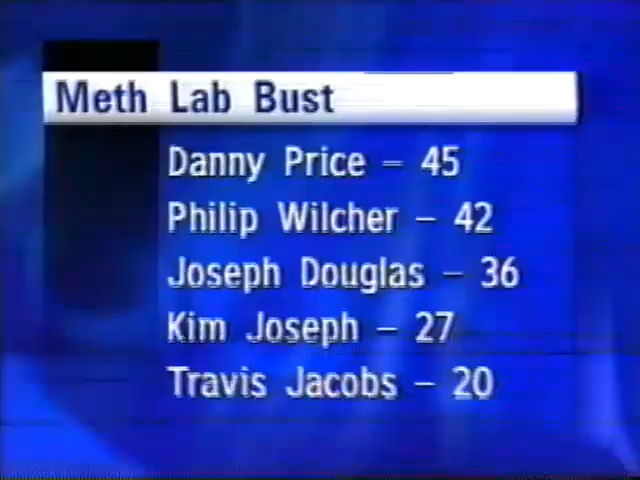 Meth Lab Bust
Danny Price – 45
Philip Wilcher – 42
Joseph Douglas – 36
Kim Joseph – 27
Travis Jacobs – 20